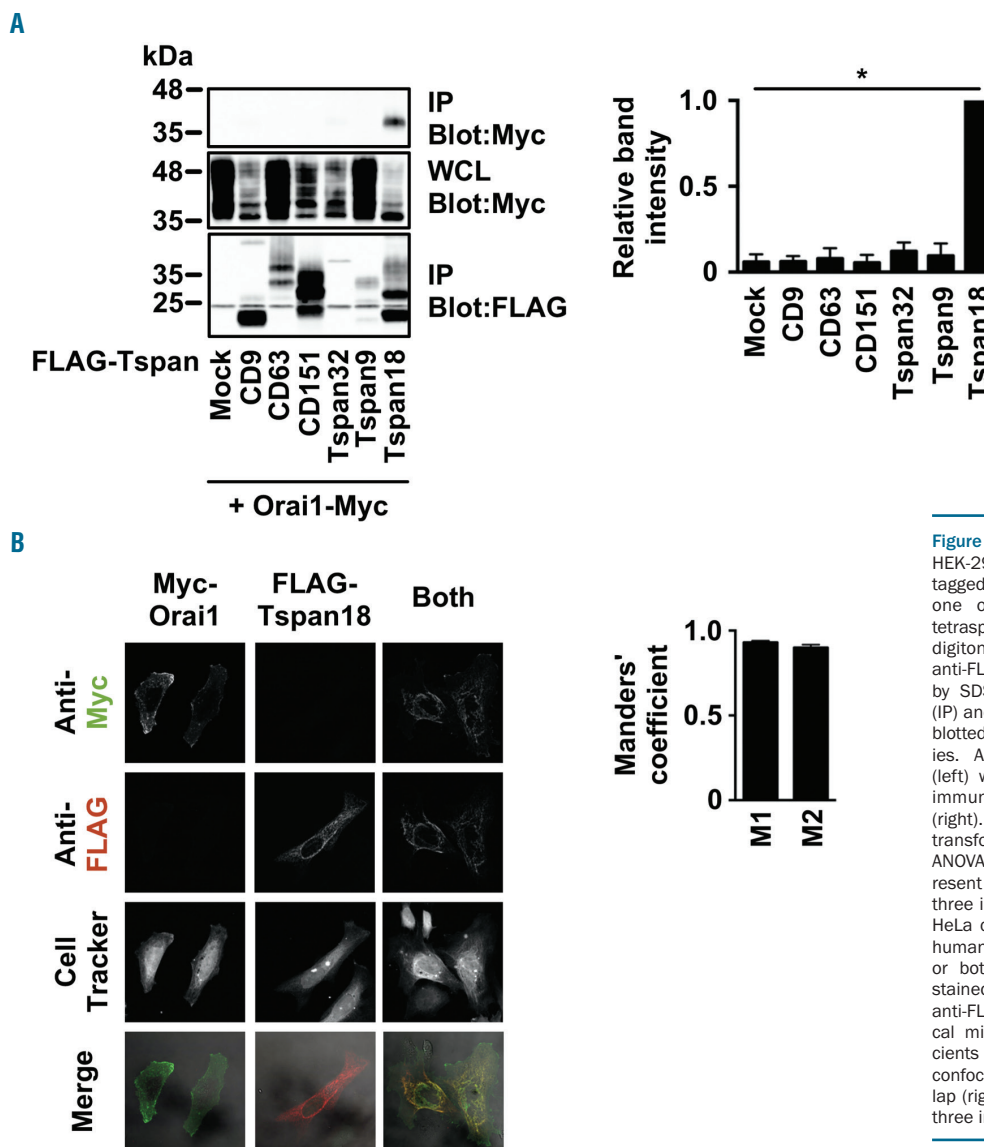 A
kDa
48
35
IP
Blot:Myc
48
35
WCL
Blot:Myc
35
25
IP
Blot:FLAG
FLAG-Tspan
Mock
CD9
CD63
CD151
Tspan32
Tspan9
Tspan18
+ Orai1-Myc
*
Relative band
intensity
1.0
0.5
0
Mock
CD9
CD63
CD151
Tspan32
Tspan9
Tspan18
B
Myc-
Orai1
FLAG-
Tspan18
Both
Anti-
Myc
Anti-
FLAG
Cell
Tracker
Merge
Manders'
coefficient
1.0
0.5
0
M1
M2
Figure
HEK-29
tagged
one o
tetrasp
digiton
anti-FL
by SDS
(IP) an
blotted
ies. A
(left) w
immun
(right).
transfo
ANOVA
resent
three i
HeLa c
human
or bot
stained
anti-FL
cal mi
cients
confoc
lap (rig
three i